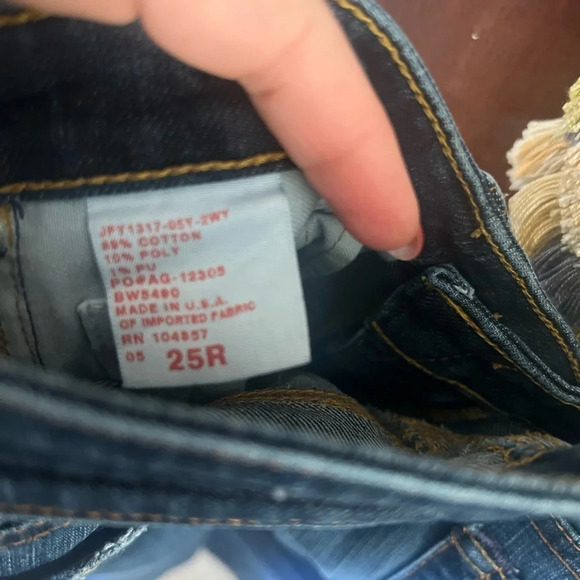 JPY1317-05Y-2WY
89% COTTON
10% POLY
1% PU
PO#AG-12305
BW5490
MADE IN U.S.A.
OF IMPORTED FABRIC
RN 104857
05 25R